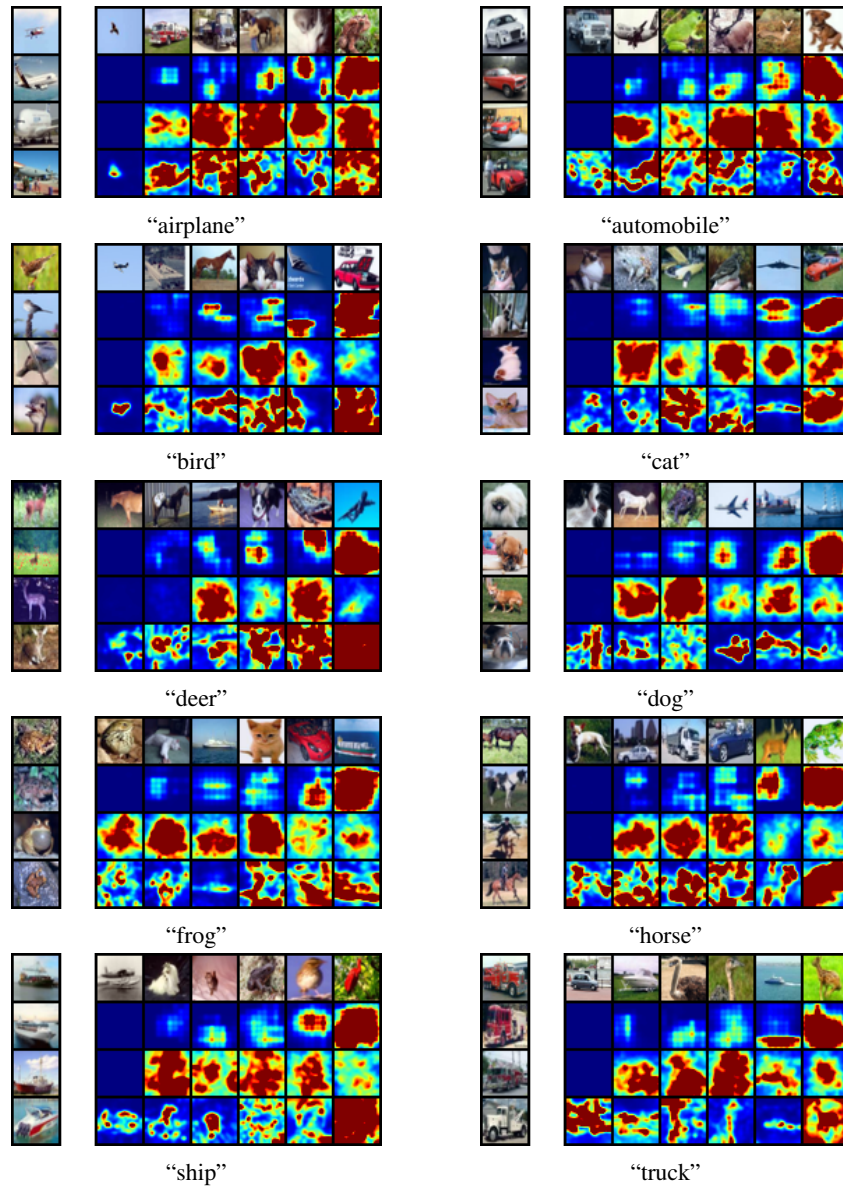 “airplane”
“automobile”
“bird”
“cat”
“deer”
“dog”
“frog”
“horse”
“ship”
“truck”